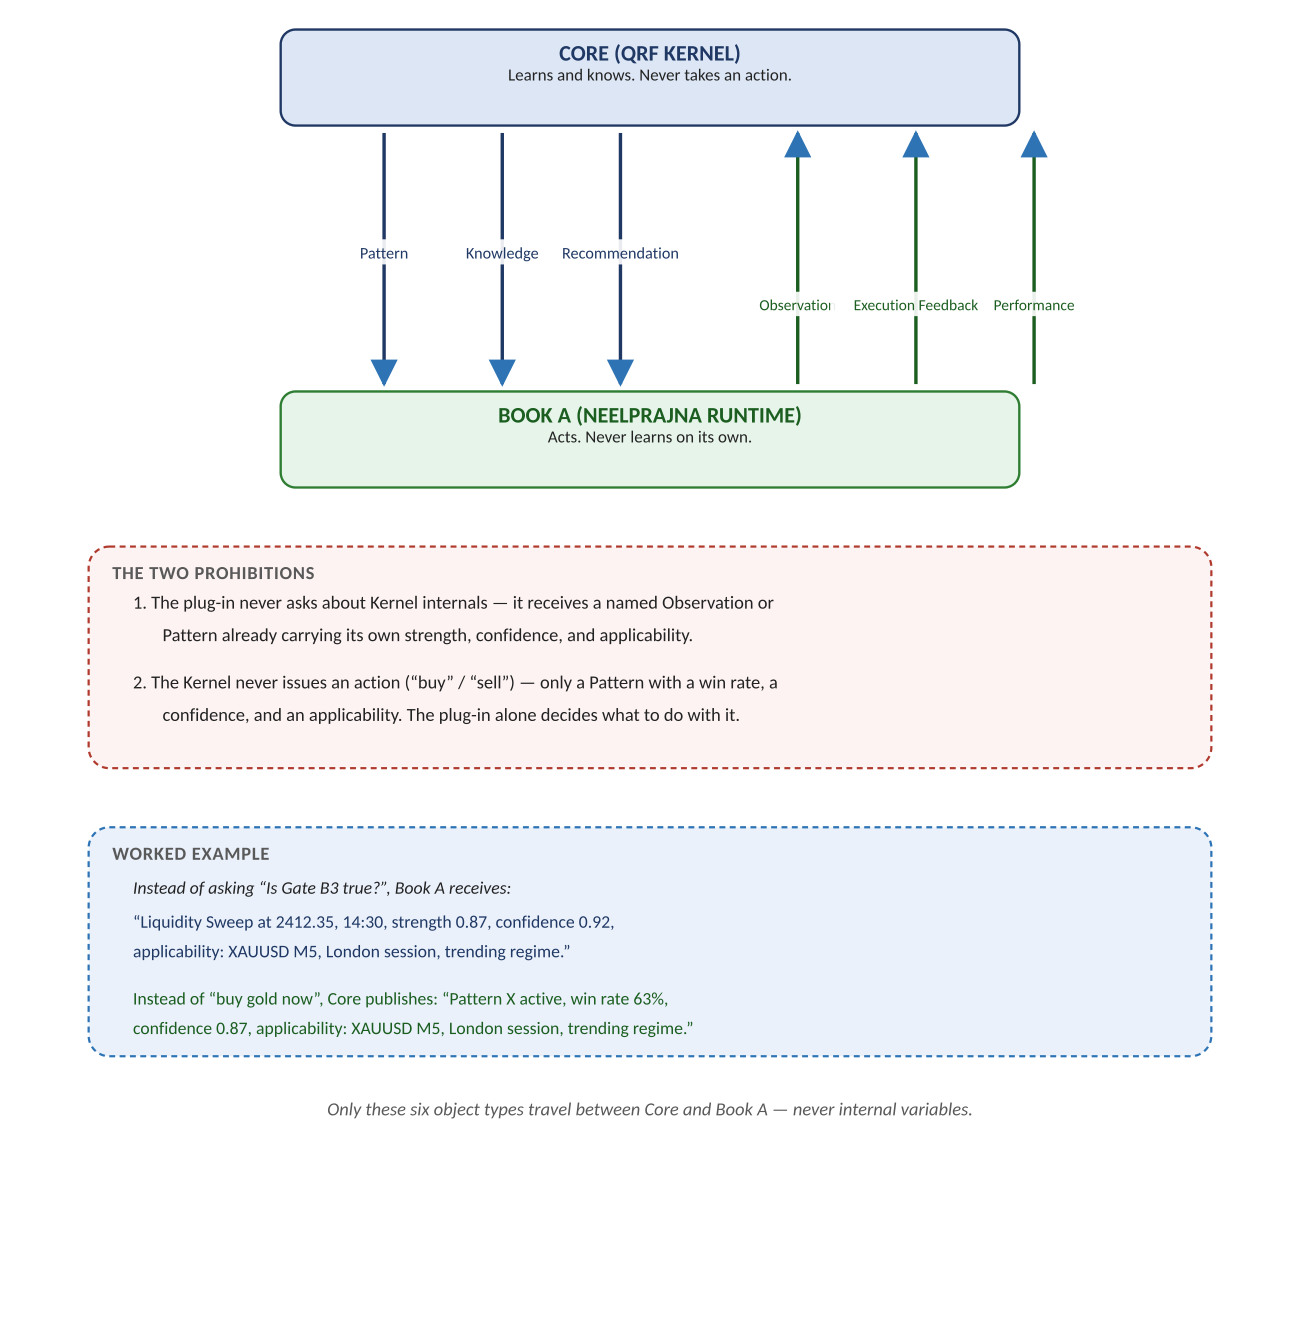 CORE (QRF KERNEL)
Learns and knows. Never takes an action.
Pattern
Knowledge
Recommendation
Observation
Execution Feedback
Performance
BOOK A (NEELPRAJNA RUNTIME)
Acts. Never learns on its own.
THE TWO PROHIBITIONS
1. The plug-in never asks about Kernel internals — it receives a named Observation or
Pattern already carrying its own strength, confidence, and applicability.
2. The Kernel never issues an action (“buy” / “sell”) — only a Pattern with a win rate, a
confidence, and an applicability. The plug-in alone decides what to do with it.
WORKED EXAMPLE
Instead of asking “Is Gate B3 true?”, Book A receives:
“Liquidity Sweep at 2412.35, 14:30, strength 0.87, confidence 0.92,
applicability: XAUUSD M5, London session, trending regime.”
Instead of “buy gold now”, Core publishes: “Pattern X active, win rate 63%,
confidence 0.87, applicability: XAUUSD M5, London session, trending regime.”
Only these six object types travel between Core and Book A — never internal variables.